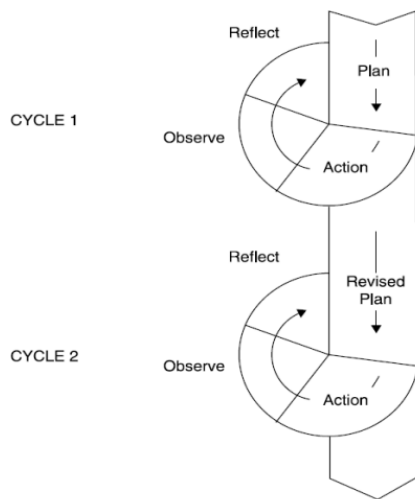 Reflect
Plan
CYCLE 1
Observe
Action
Reflect
Revised
Plan
CYCLE 2
Observe
Action